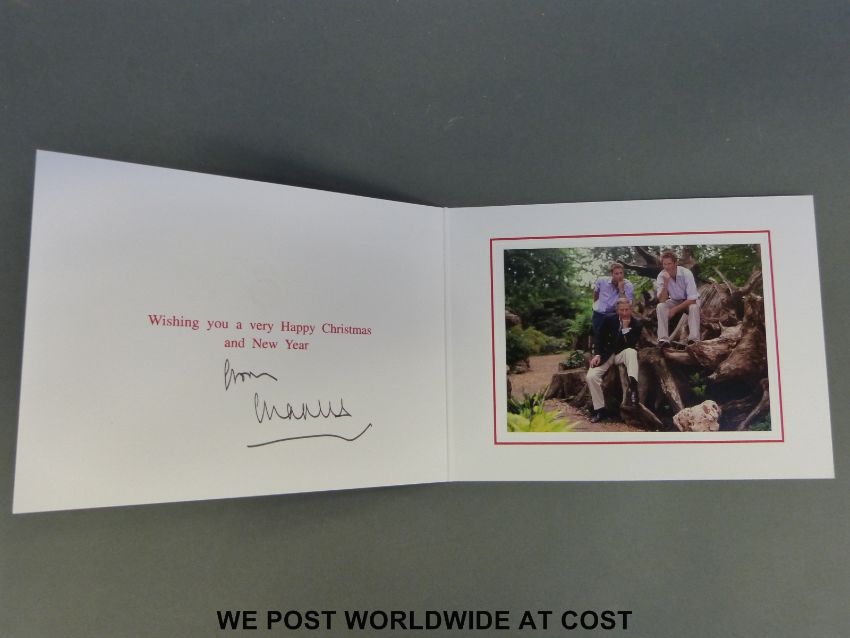 Wishing you a very Happy Christmas
and New Year
from
Charles
WE POST WORLDWIDE AT COST